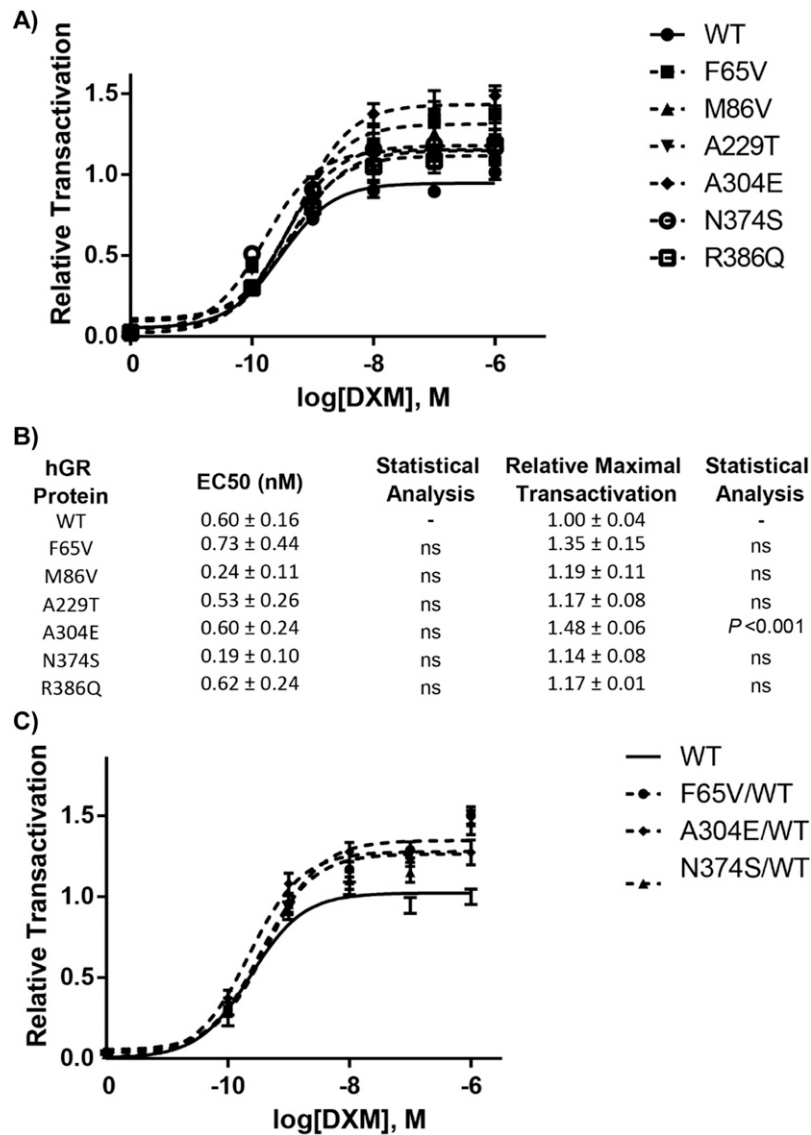 A)
Relative Transactivation
1.5
1.0
0.5
0.0
0
-10
-8
-6
log[DXM], M
WT
F65V
M86V
A229T
A304E
N374S
R386Q
B)
hGR Protein EC50 (nM) Statistical Analysis Relative Maximal Transactivation Statistical Analysis
WT 0.60 ± 0.16 - 1.00 ± 0.04 -
F65V 0.73 ± 0.44 ns 1.35 ± 0.15 ns
M86V 0.24 ± 0.11 ns 1.19 ± 0.11 ns
A229T 0.53 ± 0.26 ns 1.17 ± 0.08 ns
A304E 0.60 ± 0.24 ns 1.48 ± 0.06 P<0.001
N374S 0.19 ± 0.10 ns 1.14 ± 0.08 ns
R386Q 0.62 ± 0.24 ns 1.17 ± 0.01 ns
C)
Relative Transactivation
1.5
1.0
0.5
0.0
0
-10
-8
-6
log[DXM], M
WT
F65V/WT
A304E/WT
N374S/WT